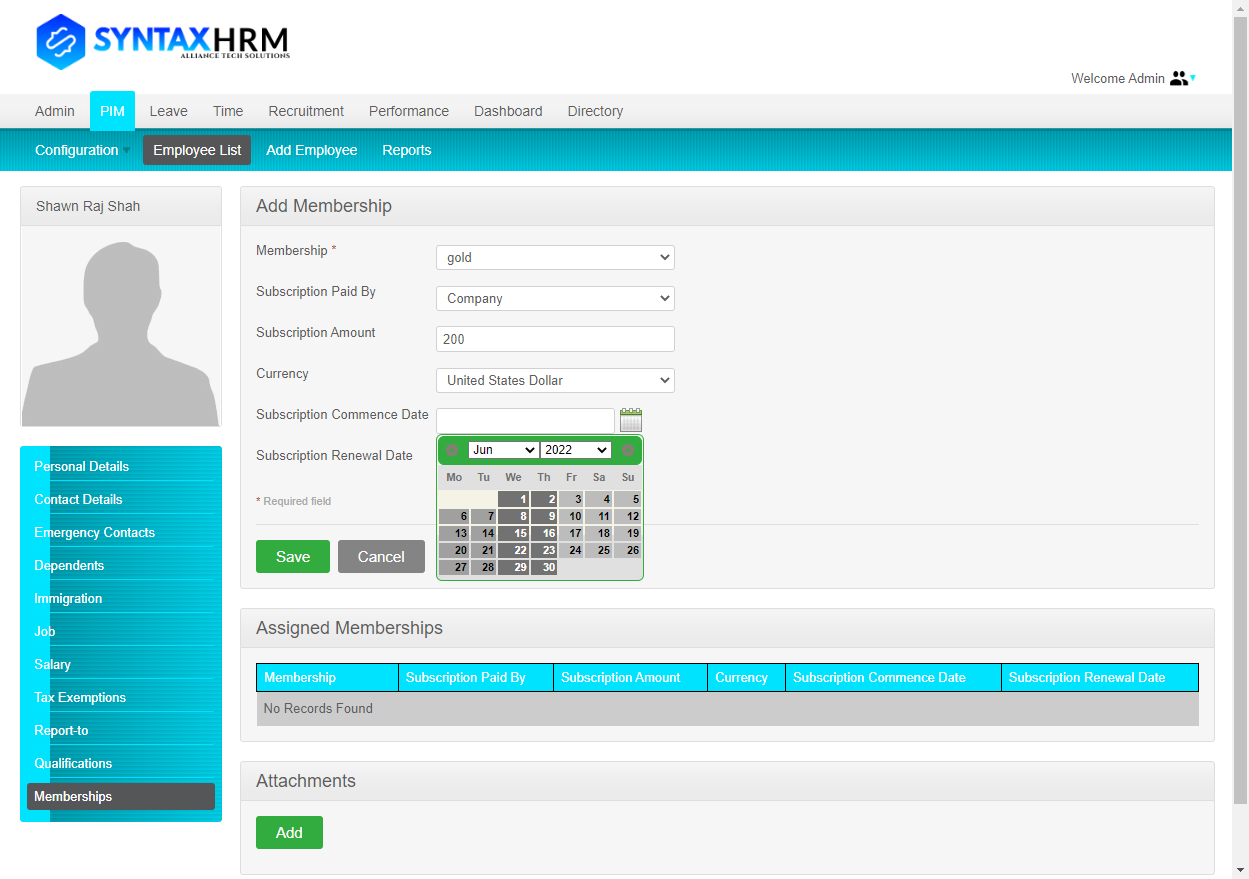 SYNTAXHRM
ALLIANCE TECH SOLUTIONS
Welcome Admin
Admin PIM Leave Time Recruitment Performance Dashboard Directory
Configuration Employee List Add Employee Reports
Shawn Raj Shah
Personal Details
Contact Details
Emergency Contacts
Dependents
Immigration
Job
Salary
Tax Exemptions
Report-to
Qualifications
Memberships
Add Membership
Membership * gold
Subscription Paid By Company
Subscription Amount 200
Currency United States Dollar
Subscription Commence Date
Subscription Renewal Date
Jun 2022
Mo Tu We Th Fr Sa Su
1 2 3 4 5
6 7 8 9 10 11 12
13 14 15 16 17 18 19
20 21 22 23 24 25 26
27 28 29 30
* Required field
Save Cancel
Assigned Memberships
Membership Subscription Paid By Subscription Amount Currency Subscription Commence Date Subscription Renewal Date
No Records Found
Attachments
Add